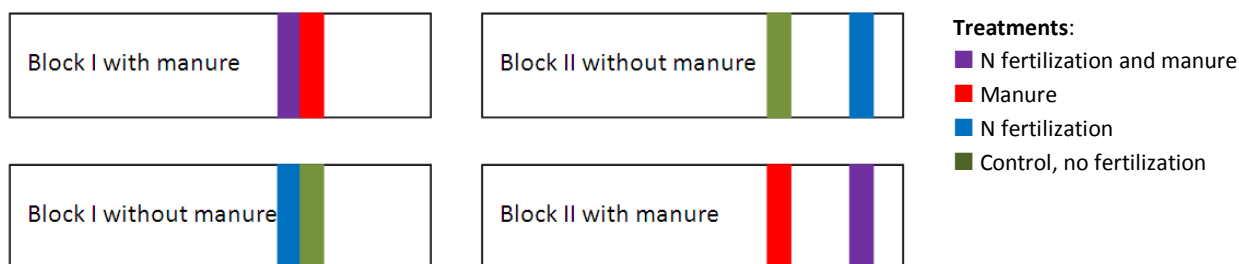 Block I with manure
Block II without manure
Block I without manure
Block II with manure
Treatments:
N fertilization and manure
Manure
N fertilization
Control, no fertilization